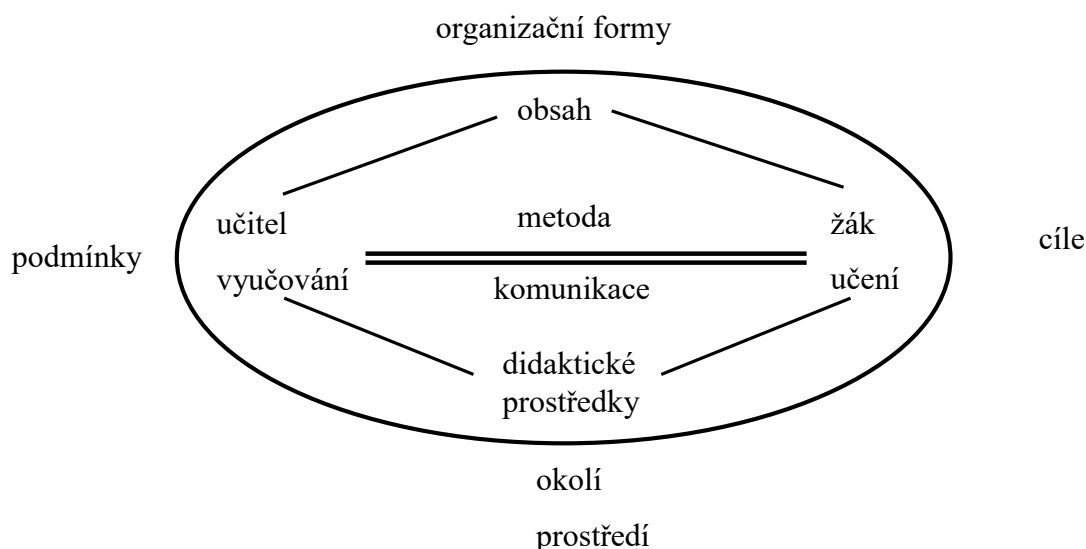 organizační formy
obsah
učitel
metoda
žák
podmínky
cíle
vyučování
komunikace
učení
didaktické
prostředky
okolí
prostředí